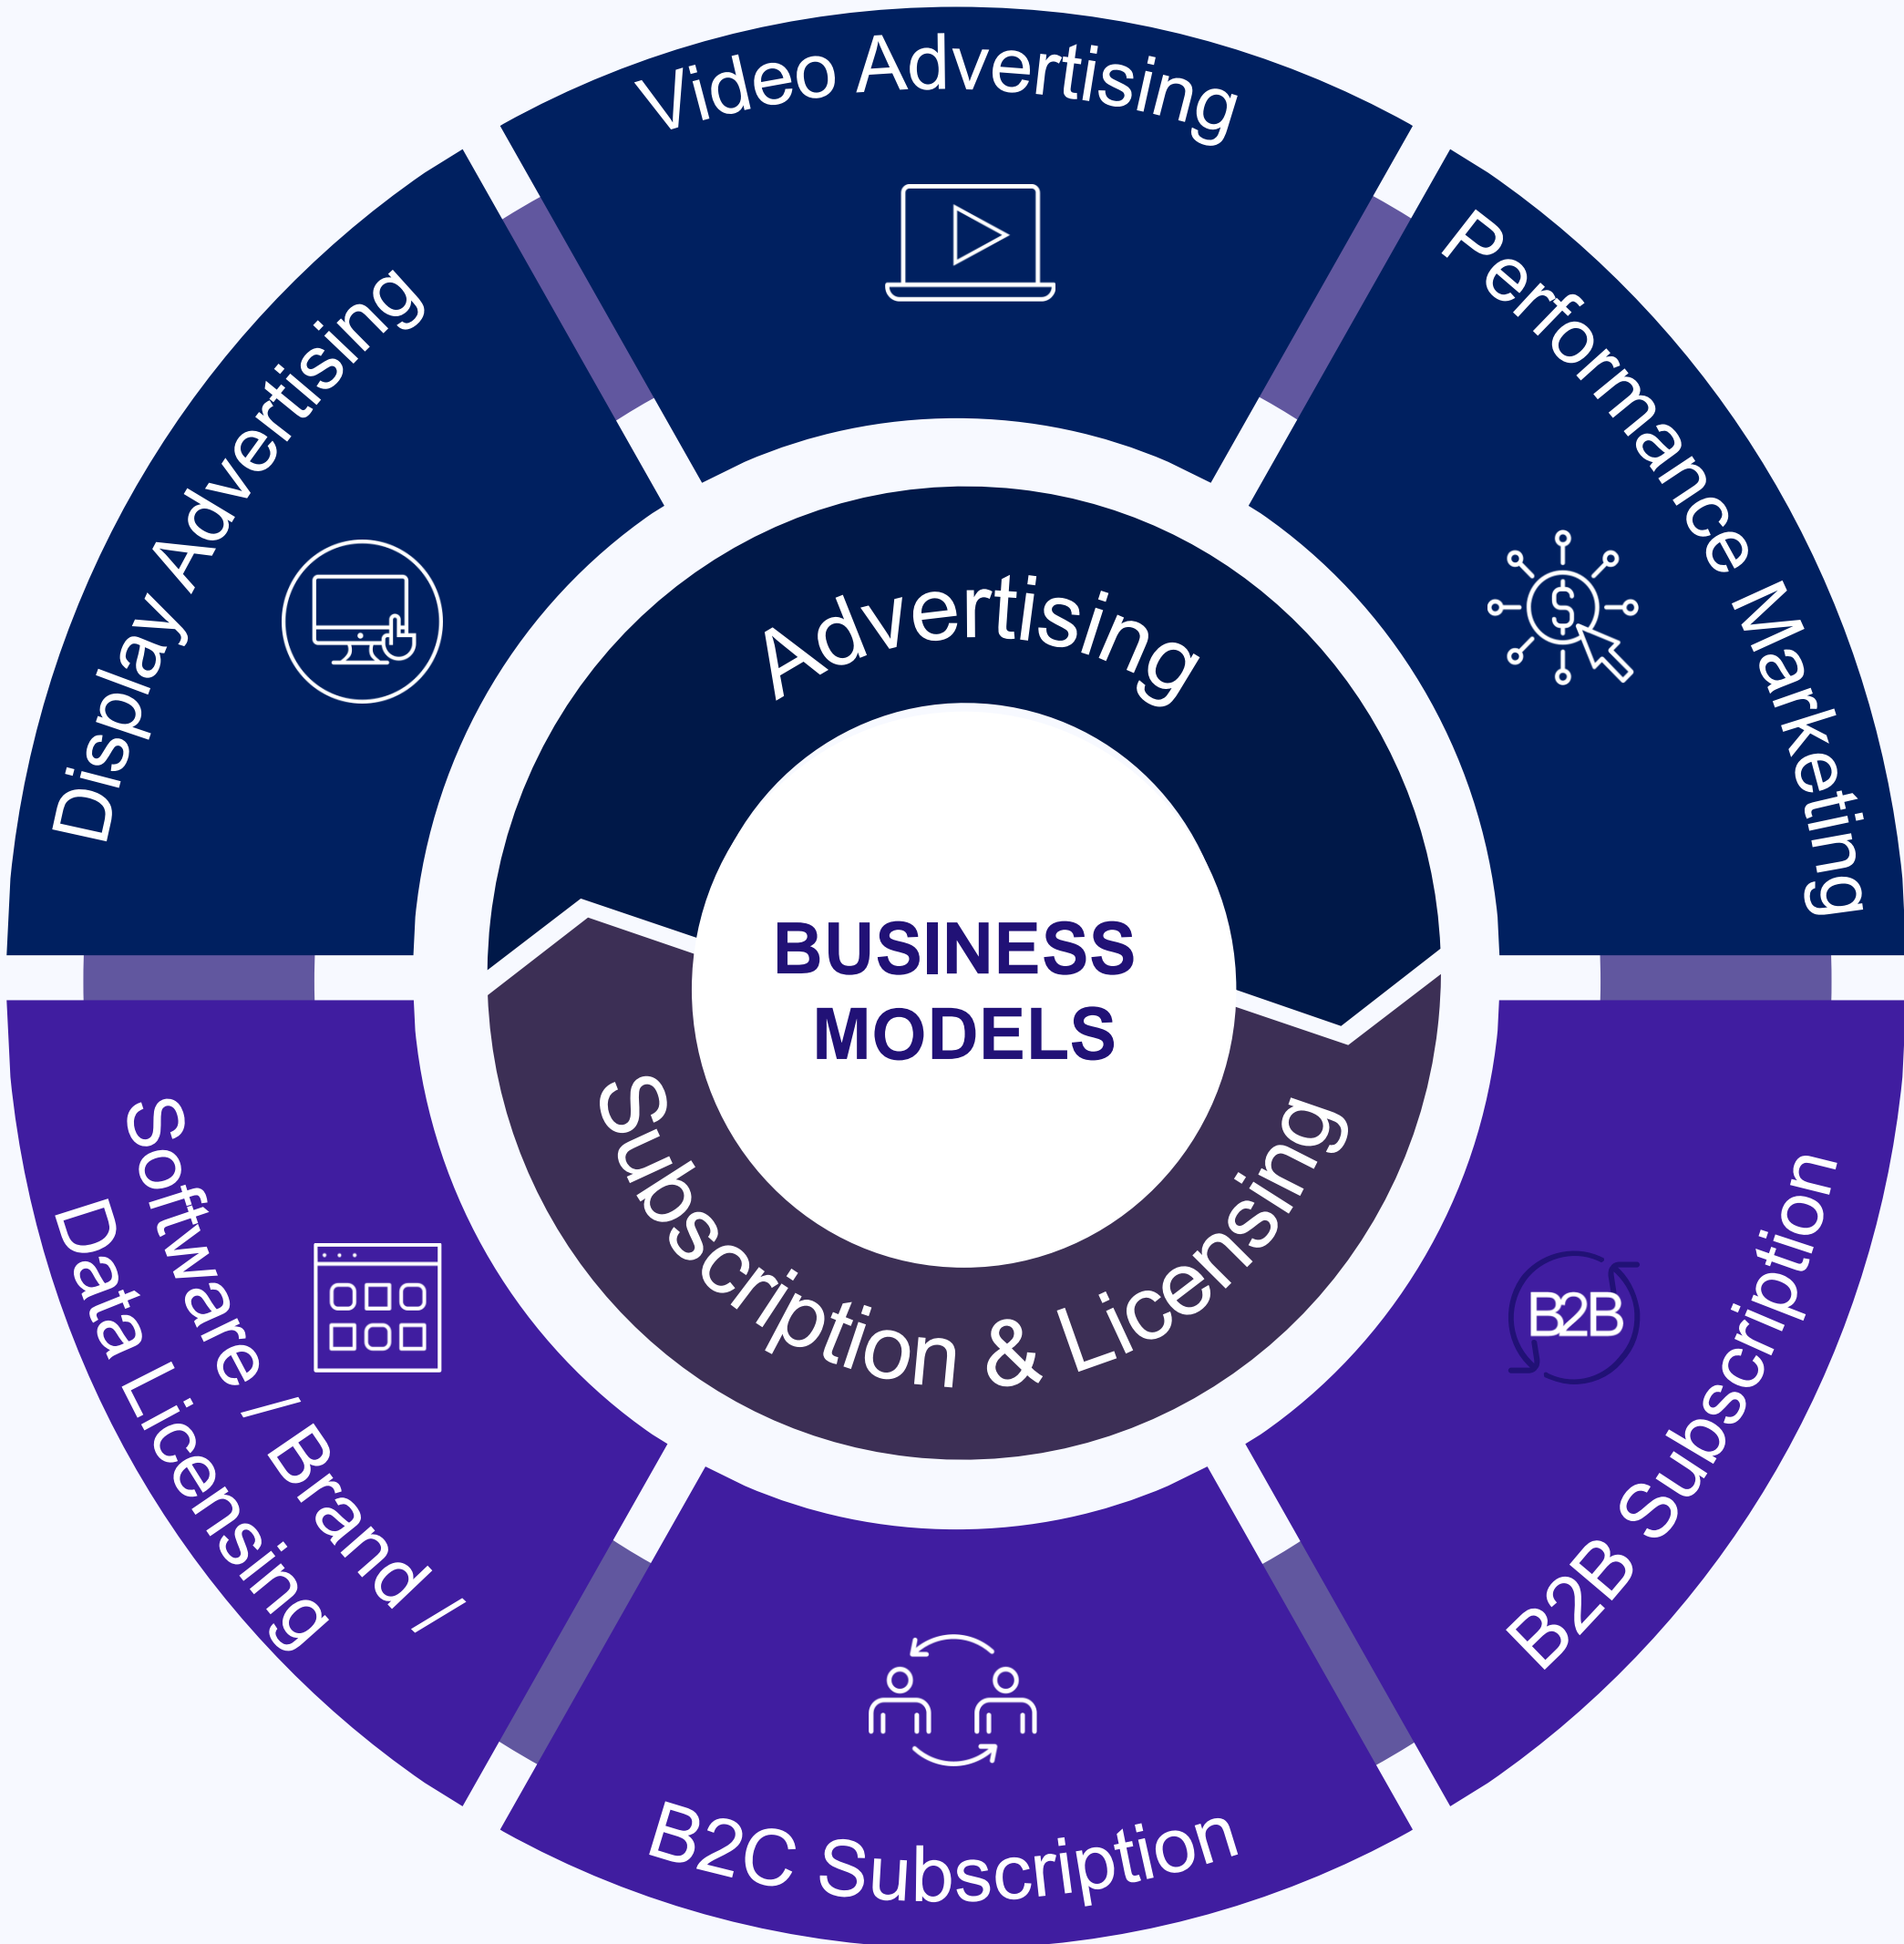 Video Advertising
Display Advertising
Performance Marketing
$
Advertising
BUSINESS
MODELS
Subscription & Licensing
Software / Brand /
Data Licensing
B2B
B2B Subscription
B2C Subscription